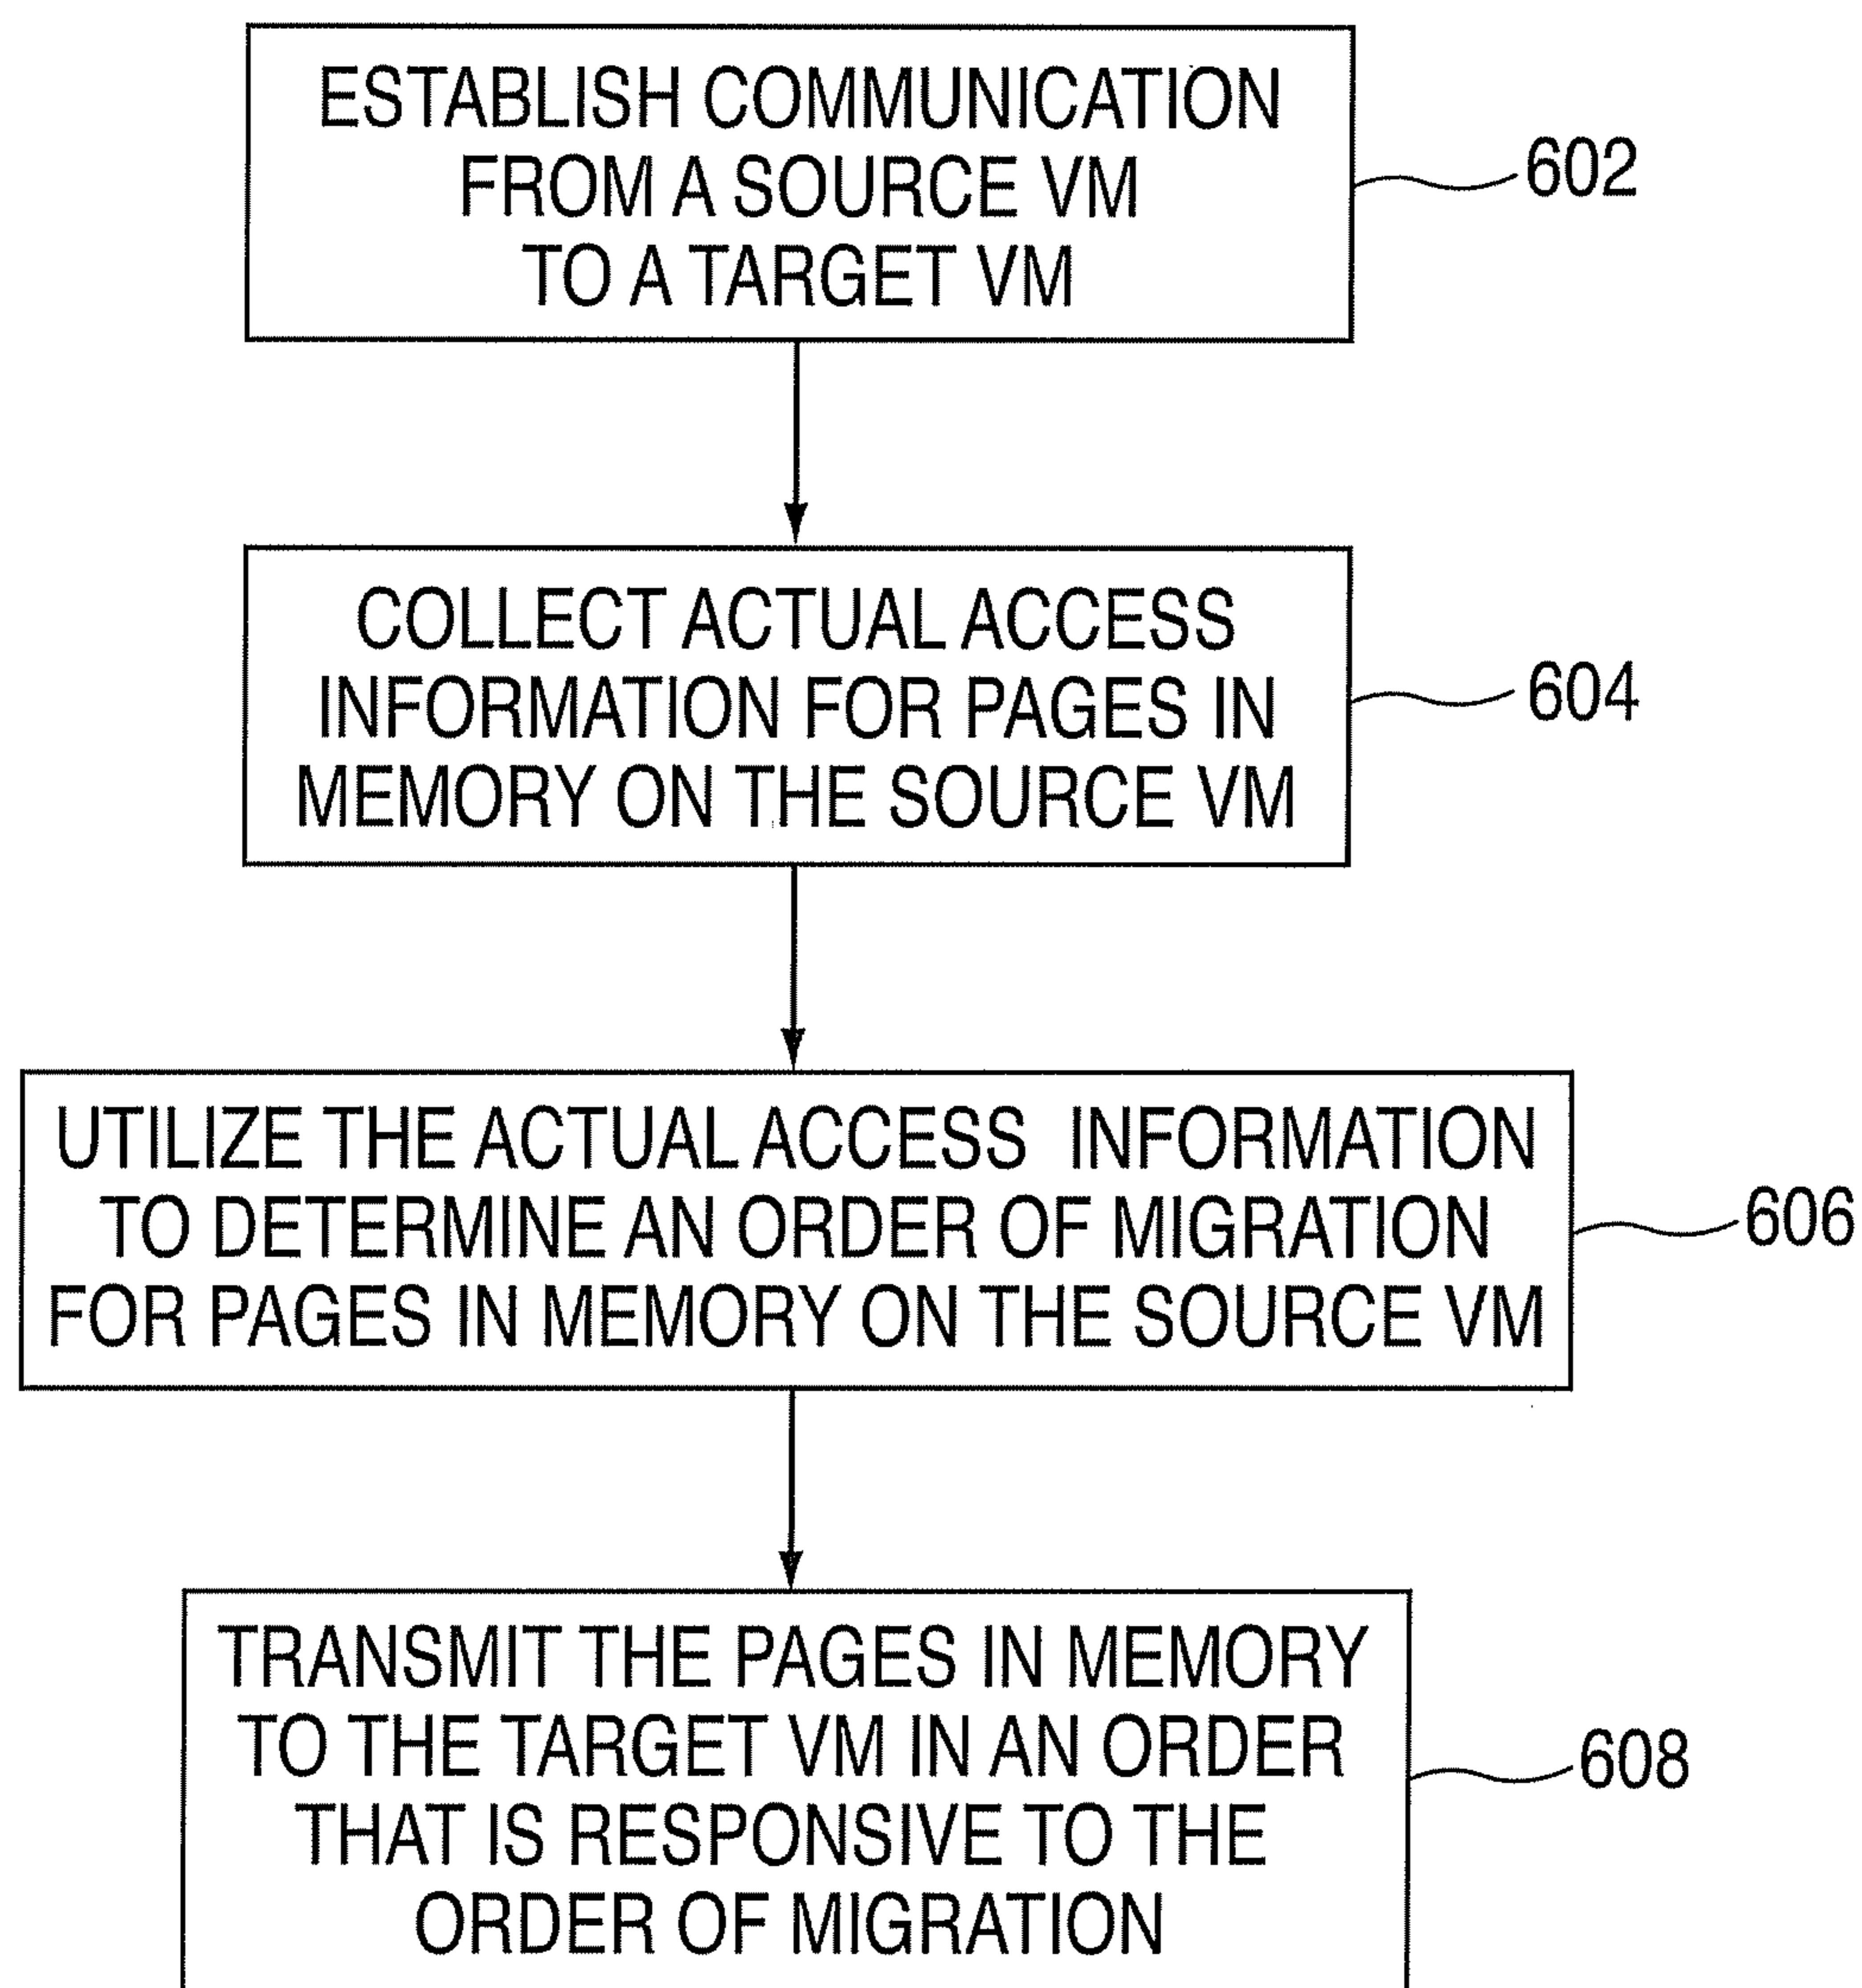 ESTABLISH COMMUNICATION
FROM A SOURCE VM
TO A TARGET VM
602
COLLECT ACTUAL ACCESS
INFORMATION FOR PAGES IN
MEMORY ON THE SOURCE VM
604
UTILIZE THE ACTUAL ACCESS INFORMATION
TO DETERMINE AN ORDER OF MIGRATION
FOR PAGES IN MEMORY ON THE SOURCE VM
606
TRANSMIT THE PAGES IN MEMORY
TO THE TARGET VM IN AN ORDER
THAT IS RESPONSIVE TO THE
ORDER OF MIGRATION
608